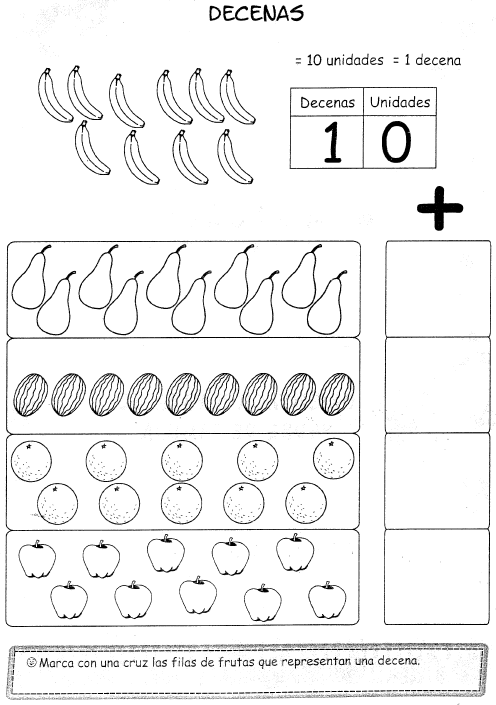 DECENAS
= 10 unidades = 1 decena
Decenas Unidades
1 0
+
Marca con una cruz las filas de frutas que representan una decena.